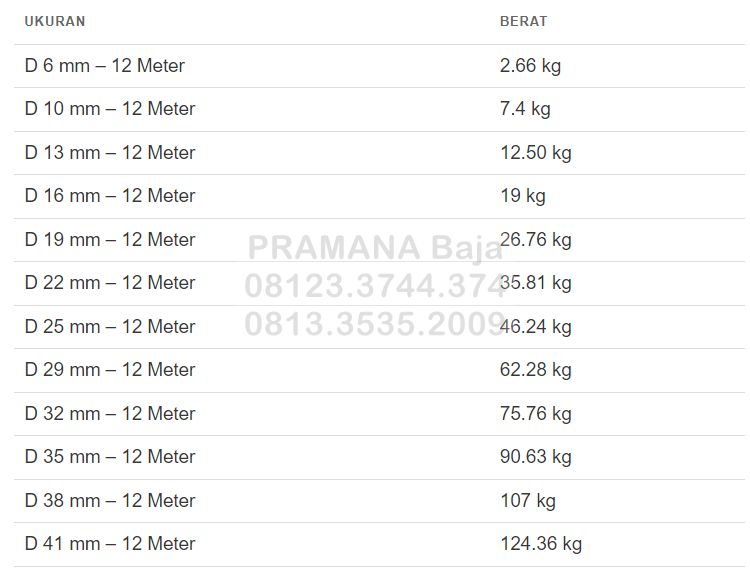 UKURAN BERAT
D 6 mm – 12 Meter 2.66 kg
D 10 mm – 12 Meter 7.4 kg
D 13 mm – 12 Meter 12.50 kg
D 16 mm – 12 Meter 19 kg
D 19 mm – 12 Meter 26.76 kg
PRAMANA Baja
D 22 mm – 12 Meter 35.81 kg
08123.3744.374
D 25 mm – 12 Meter 46.24 kg
0813.3535.2009
D 29 mm – 12 Meter 62.28 kg
D 32 mm – 12 Meter 75.76 kg
D 35 mm – 12 Meter 90.63 kg
D 38 mm – 12 Meter 107 kg
D 41 mm – 12 Meter 124.36 kg